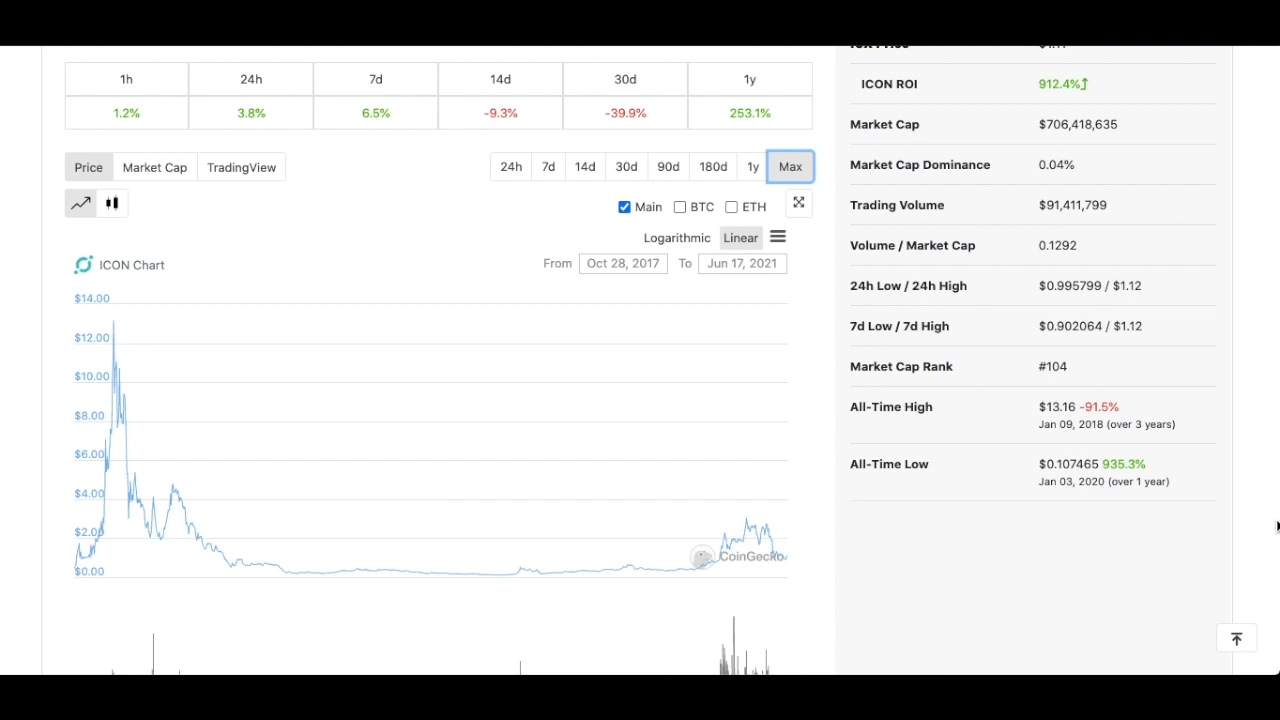 1h 24h 7d 14d 30d 1y
1.2% 3.8% 6.5% -9.3% -39.9% 253.1%
Price Market Cap TradingView 24h 7d 14d 30d 90d 180d 1y Max
Main BTC ETH
Logarithmic Linear
ICON Chart From Oct 28, 2017 To Jun 17, 2021
$14.00
$12.00
$10.00
$8.00
$6.00
$4.00
$2.00
$0.00
CoinGecko
ICON ROI 912.4%
Market Cap $706,418,635
Market Cap Dominance 0.04%
Trading Volume $91,411,799
Volume / Market Cap 0.1292
24h Low / 24h High $0.995799 / $1.12
7d Low / 7d High $0.902064 / $1.12
Market Cap Rank #104
All-Time High $13.16 -91.5%
Jan 09, 2018 (over 3 years)
All-Time Low $0.107465 935.3%
Jan 03, 2020 (over 1 year)